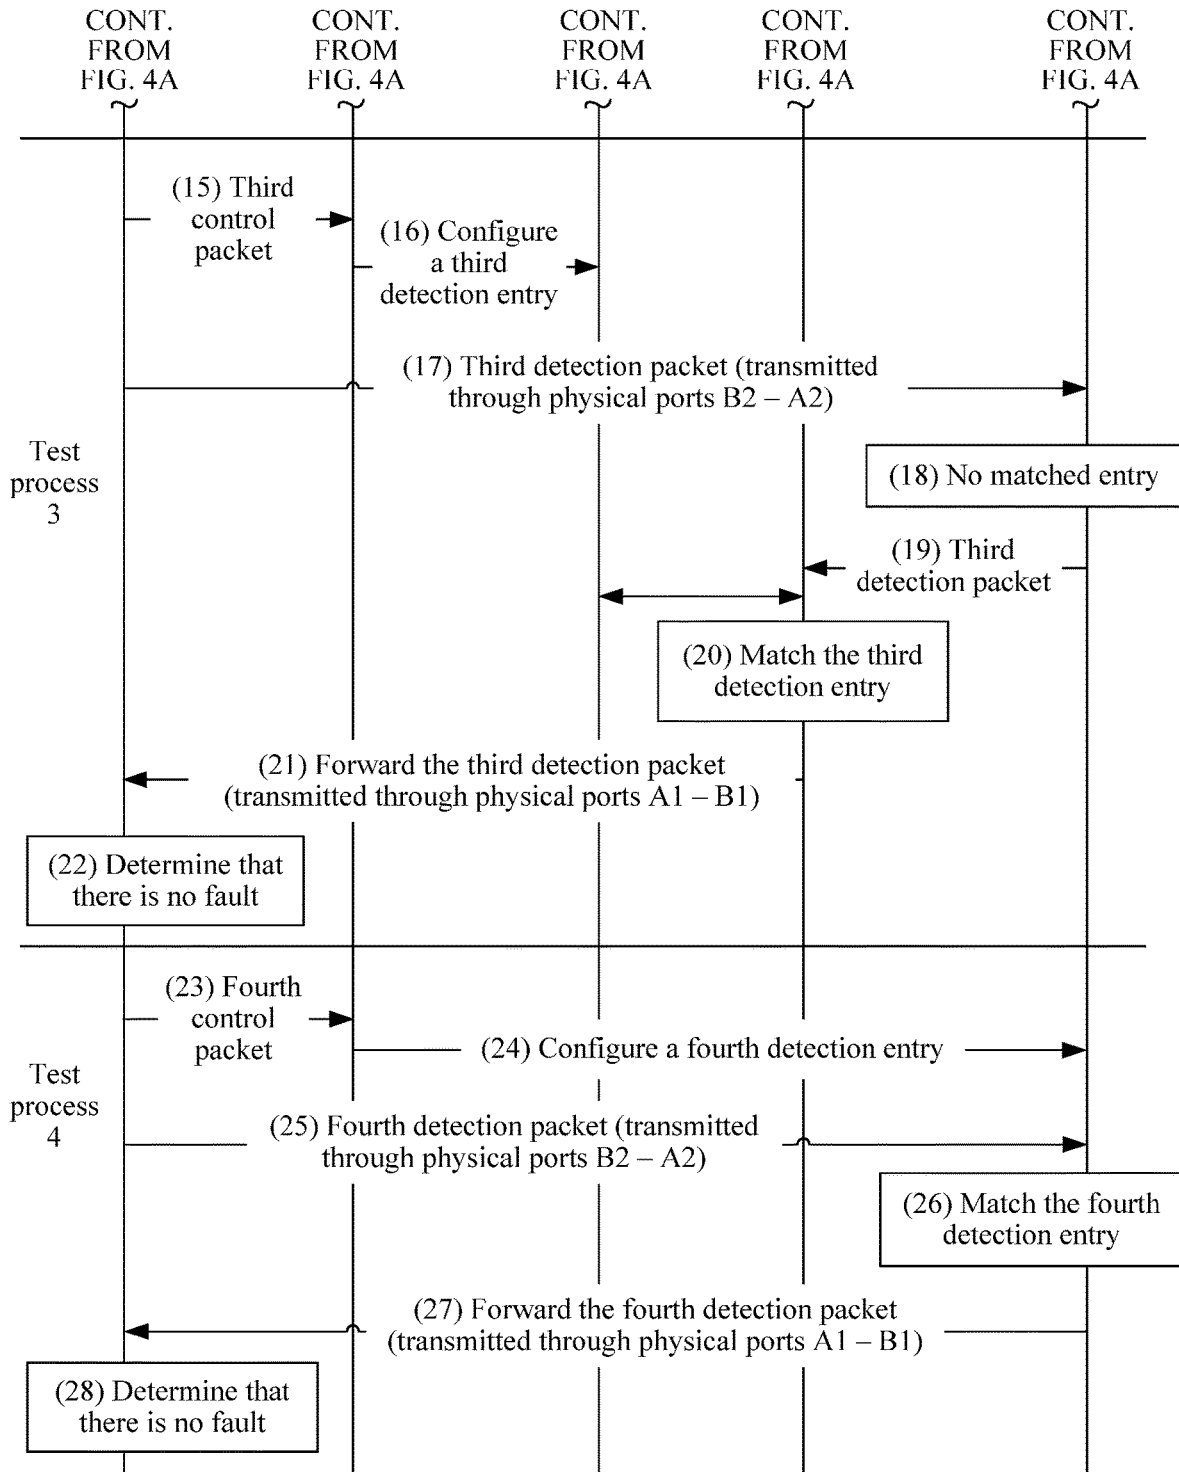 CONT.
FROM
FIG. 4A
CONT.
FROM
FIG. 4A
CONT.
FROM
FIG. 4A
CONT.
FROM
FIG. 4A
CONT.
FROM
FIG. 4A
(15) Third
control
packet
(16) Configure
a third
detection entry
(17) Third detection packet (transmitted
through physical ports B2 – A2)
Test
process
3
(18) No matched entry
(19) Third
detection packet
(20) Match the third
detection entry
(21) Forward the third detection packet
(transmitted through physical ports A1 – B1)
(22) Determine that
there is no fault
(23) Fourth
control
packet
(24) Configure a fourth detection entry
Test
process
4
(25) Fourth detection packet (transmitted
through physical ports B2 – A2)
(26) Match the fourth
detection entry
(27) Forward the fourth detection packet
(transmitted through physical ports A1 – B1)
(28) Determine that
there is no fault